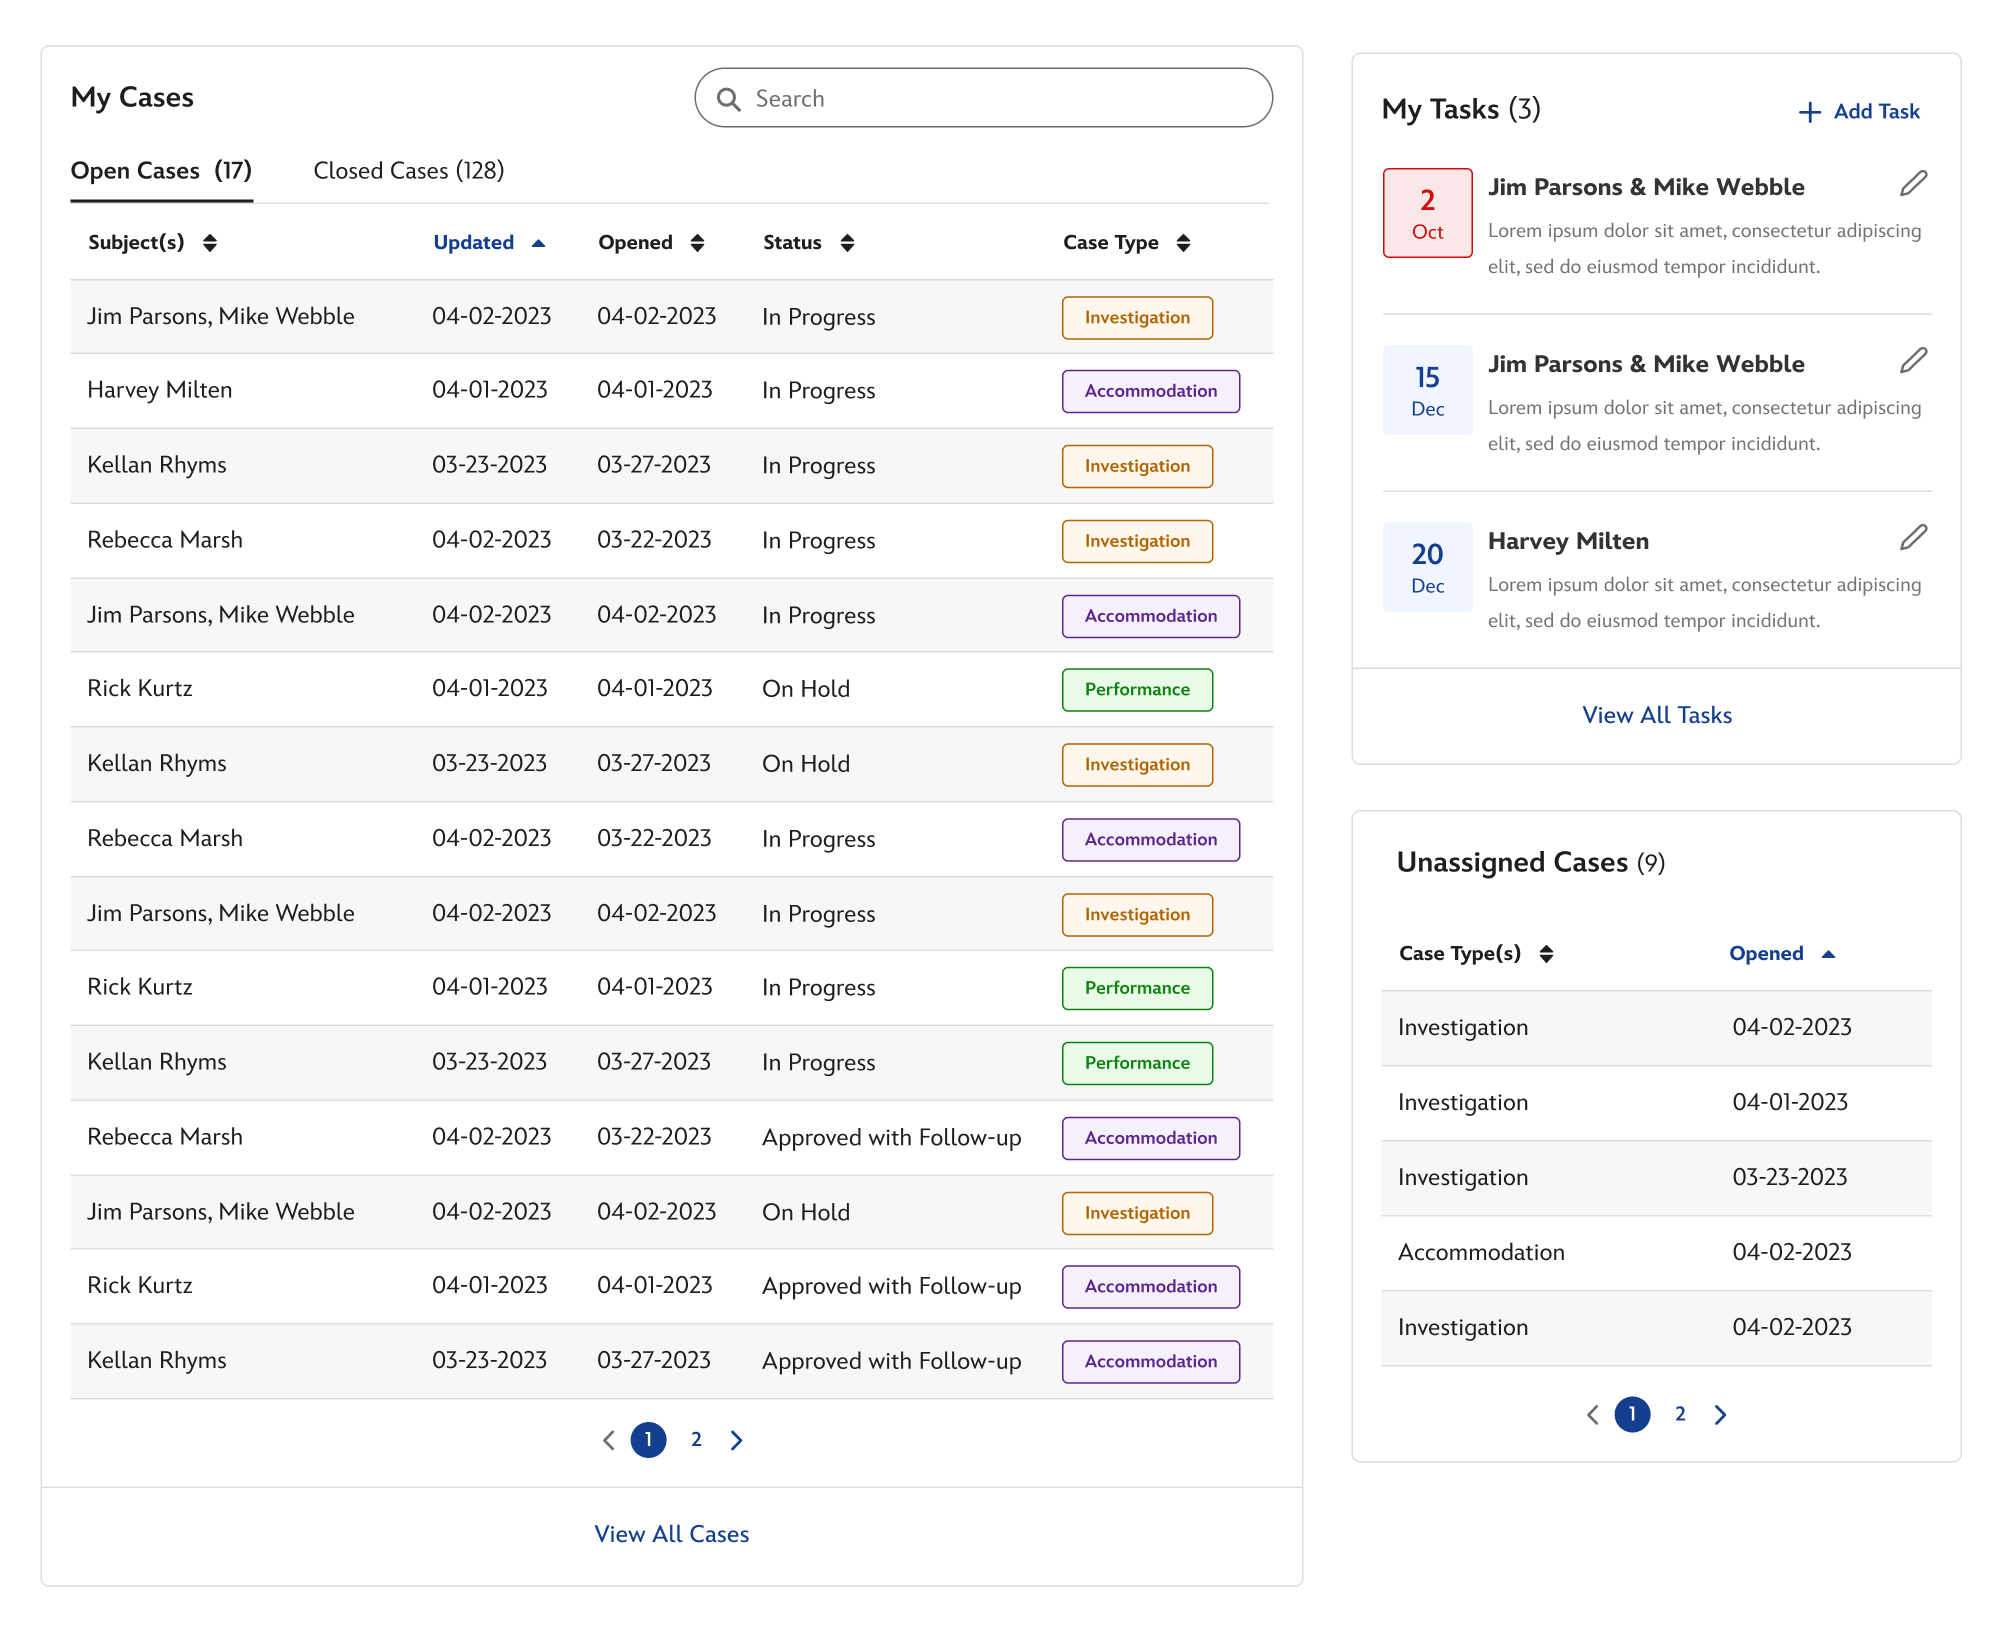 My Cases
Search
Open Cases (17) Closed Cases (128)
Subject(s) Updated Opened Status Case Type
Jim Parsons, Mike Webble 04-02-2023 04-02-2023 In Progress Investigation
Harvey Milten 04-01-2023 04-01-2023 In Progress Accommodation
Kellan Rhyms 03-23-2023 03-27-2023 In Progress Investigation
Rebecca Marsh 04-02-2023 03-22-2023 In Progress Investigation
Jim Parsons, Mike Webble 04-02-2023 04-02-2023 In Progress Accommodation
Rick Kurtz 04-01-2023 04-01-2023 On Hold Performance
Kellan Rhyms 03-23-2023 03-27-2023 On Hold Investigation
Rebecca Marsh 04-02-2023 03-22-2023 In Progress Accommodation
Jim Parsons, Mike Webble 04-02-2023 04-02-2023 In Progress Investigation
Rick Kurtz 04-01-2023 04-01-2023 In Progress Performance
Kellan Rhyms 03-23-2023 03-27-2023 In Progress Performance
Rebecca Marsh 04-02-2023 03-22-2023 Approved with Follow-up Accommodation
Jim Parsons, Mike Webble 04-02-2023 04-02-2023 On Hold Investigation
Rick Kurtz 04-01-2023 04-01-2023 Approved with Follow-up Accommodation
Kellan Rhyms 03-23-2023 03-27-2023 Approved with Follow-up Accommodation
1 2
View All Cases
My Tasks (3)
Add Task
2
Oct
Jim Parsons & Mike Webble
Lorem ipsum dolor sit amet, consectetur adipiscing
elit, sed do eiusmod tempor incididunt.
15
Dec
Jim Parsons & Mike Webble
Lorem ipsum dolor sit amet, consectetur adipiscing
elit, sed do eiusmod tempor incididunt.
20
Dec
Harvey Milten
Lorem ipsum dolor sit amet, consectetur adipiscing
elit, sed do eiusmod tempor incididunt.
View All Tasks
Unassigned Cases (9)
Case Type(s) Opened
Investigation 04-02-2023
Investigation 04-01-2023
Investigation 03-23-2023
Accommodation 04-02-2023
Investigation 04-02-2023
1 2